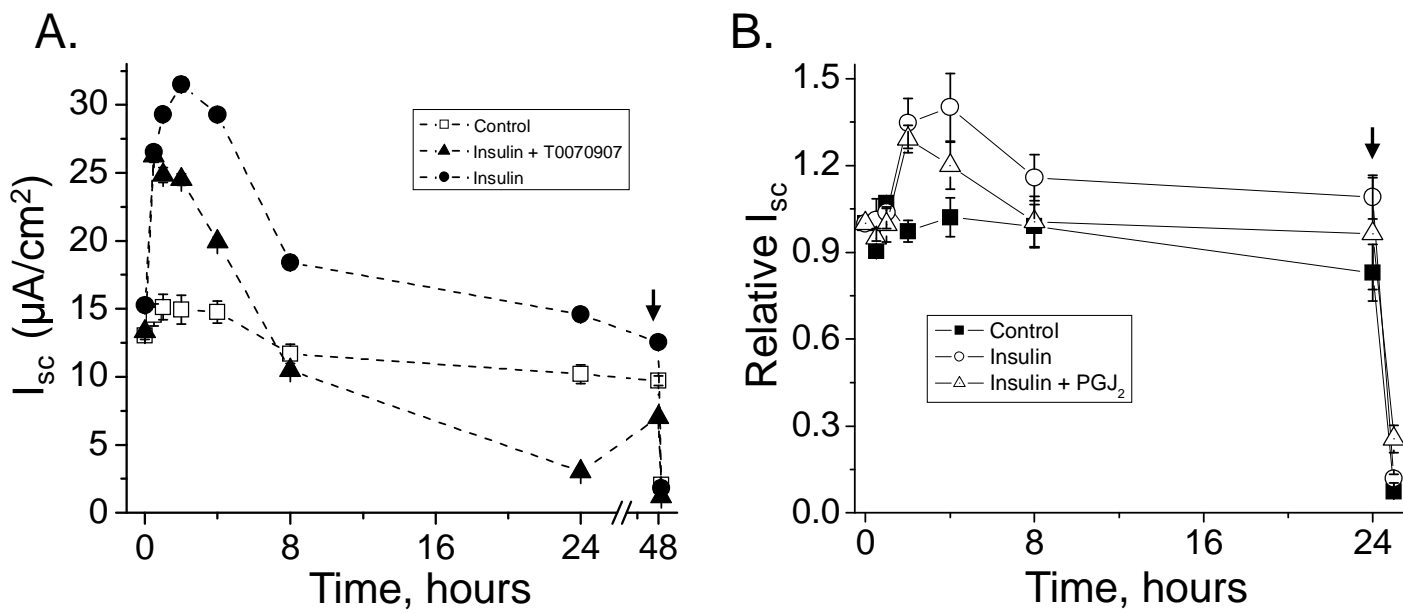 A.
I_sc (µA/cm²)
30
25
20
15
10
5
0
Control
Insulin + T0070907
Insulin
0 8 16 24 48
Time, hours
B.
Relative I_sc
1.5
1.2
0.9
0.6
0.3
0.0
Control
Insulin
Insulin + PGJ₂
0 8 16 24
Time, hours